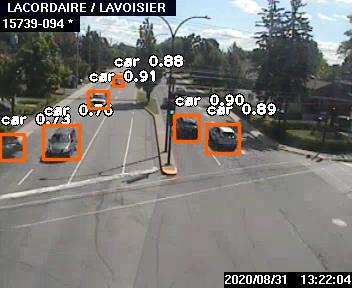 LACORDAIRE / LAVOISIER
15739-094 *
car 0.88
car 0.91
car 0.90
car 0.76
car 0.89
car 0.73
2020/08/31 13:22:04